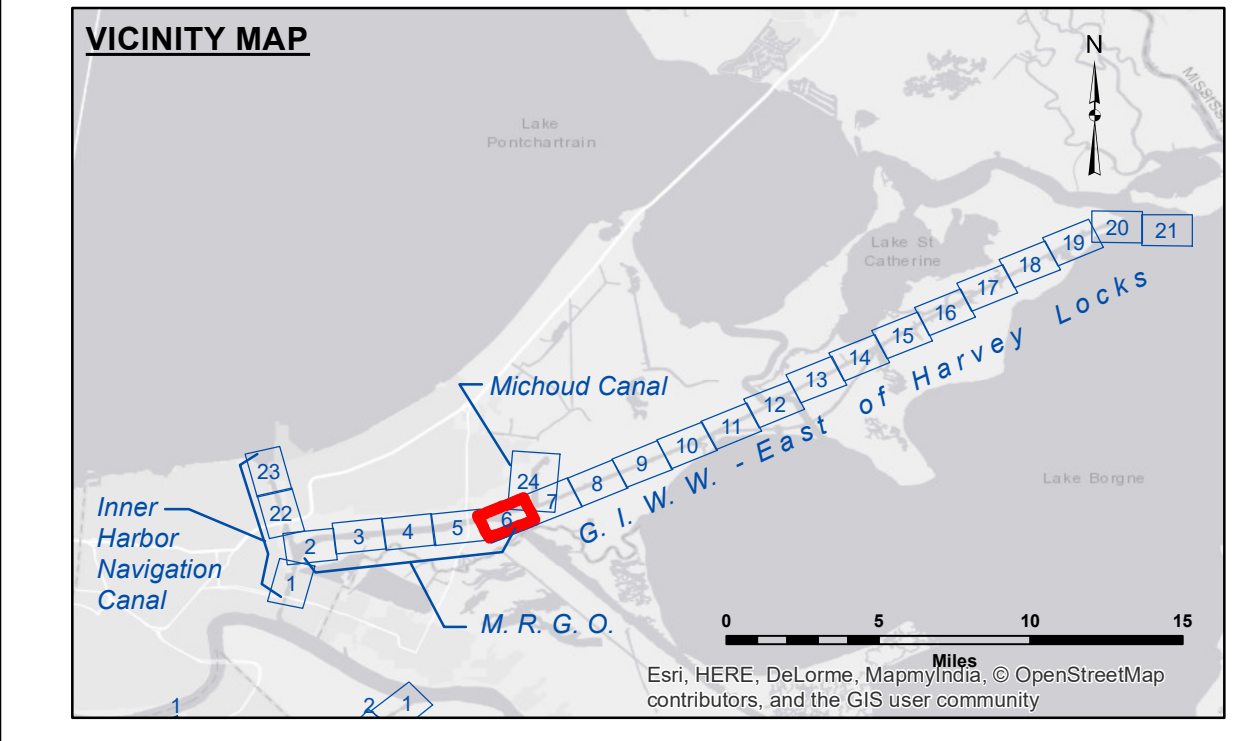 VICINITY MAP
N
MISSISS
Lake
Pontchartrain
Lake St
Catherine
20
21
19
18
17
16
15
14
13
12
11
10
9
8
7
24
6
5
4
3
2
1
22
23
G. I. W. W. - East of Harvey Locks
Michoud Canal
Lake Borgne
Inner
Harbor
Navigation
Canal
M. R. G. O.
0 5 10 15
Miles
Esri, HERE, DeLorme, MapmyIndia, © OpenStreetMap
contributors, and the GIS user community
1
2
1